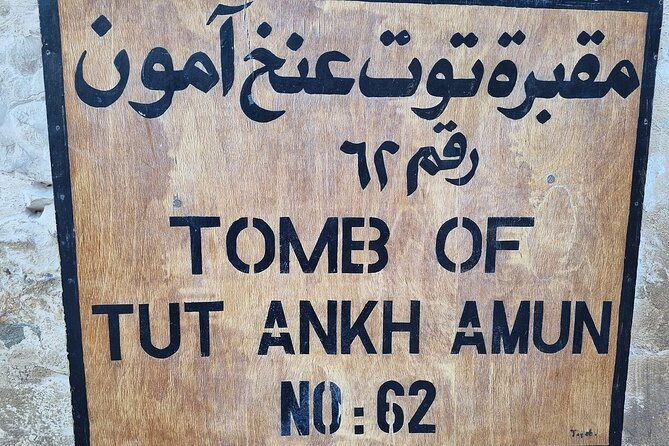 مقبرة توت عنخ آمون
رقم ٦٢
TOMB OF
TUT ANKH AMUN
NO: 62